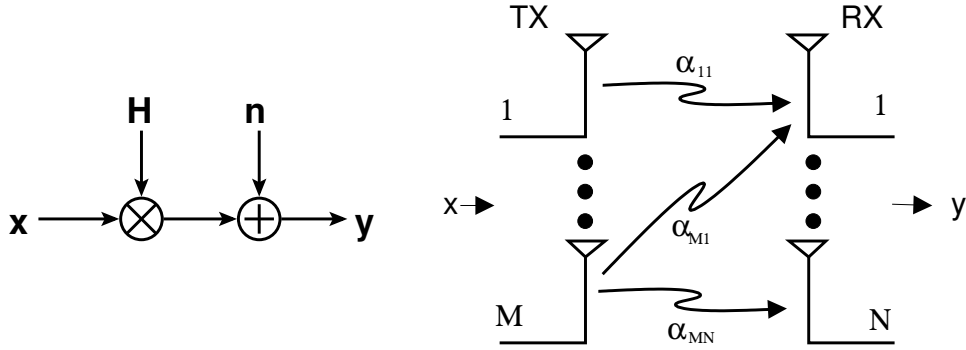 H
n
x
y
TX
RX
α11
1
1
x
y
αM1
M
αMN
N